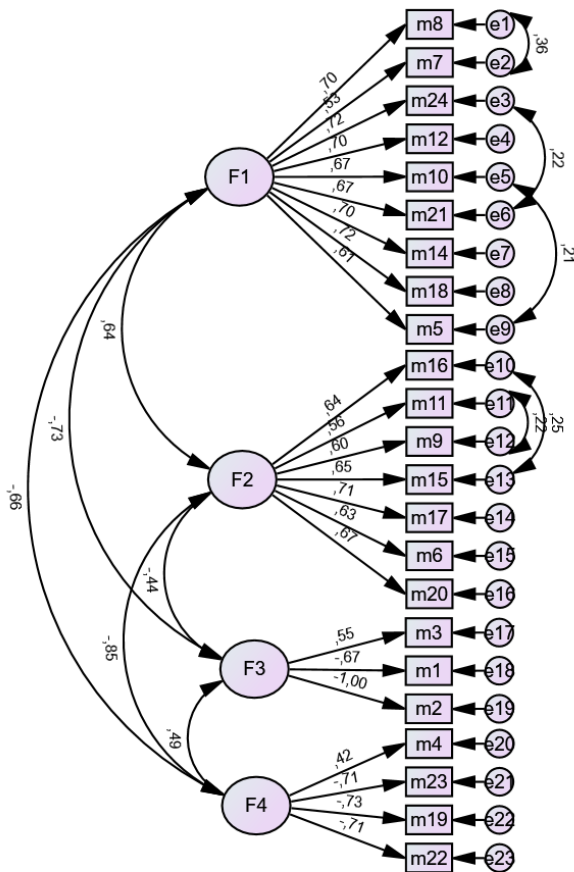 m8 e1
,36
m7 e2
,70
,53
m24 e3
,72
m12 e4
,70
,22
F1
,67
m10 e5
,67
m21 e6
,70
m14 e7
,21
,72
m18 e8
,61
m5 e9
,64
m16 e10
-,73
,64
m11 e11
,25
,56
,22
m9 e12
,60
F2
,65
m15 e13
-,66
,71
m17 e14
,63
m6 e15
-,44
,67
m20 e16
-,85
,55
m3 e17
F3
-,67
m1 e18
-1,00
m2 e19
,49
,42
m4 e20
F4
-,71
m23 e21
-,73
m19 e22
-,71
m22 e23